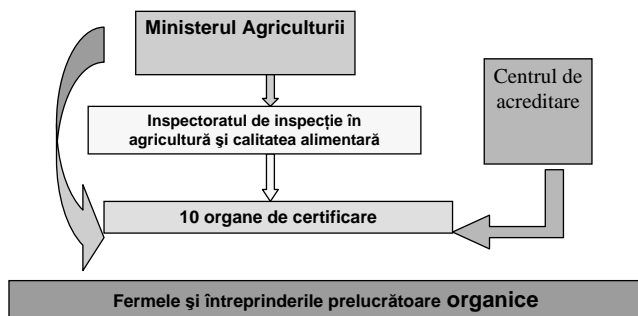 Ministerul Agriculturii
Centrul de
acreditare
Inspectoratul de inspecție în
agricultură şi calitatea alimentară
10 organe de certificare
Fermele şi întreprinderile prelucrătoare organice